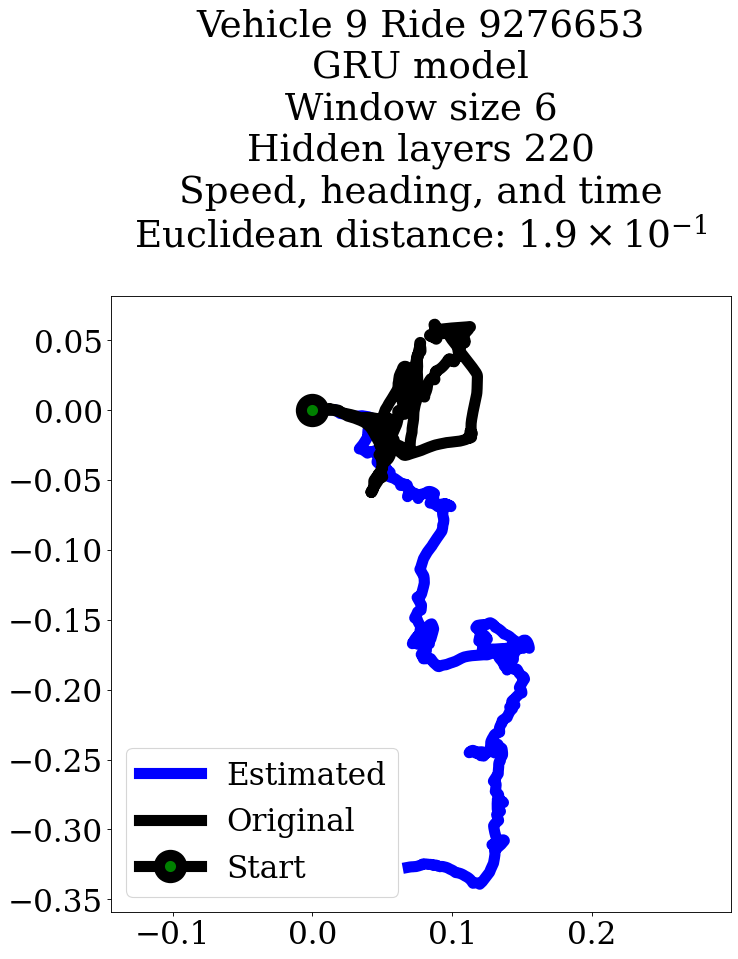 Vehicle 9 Ride 9276653
GRU model
Window size 6
Hidden layers 220
Speed, heading, and time
Euclidean distance: 1.9 × 10⁻¹
0.05
0.00
−0.05
−0.10
−0.15
−0.20
−0.25
−0.30
−0.35
Estimated
Original
Start
−0.1
0.0
0.1
0.2